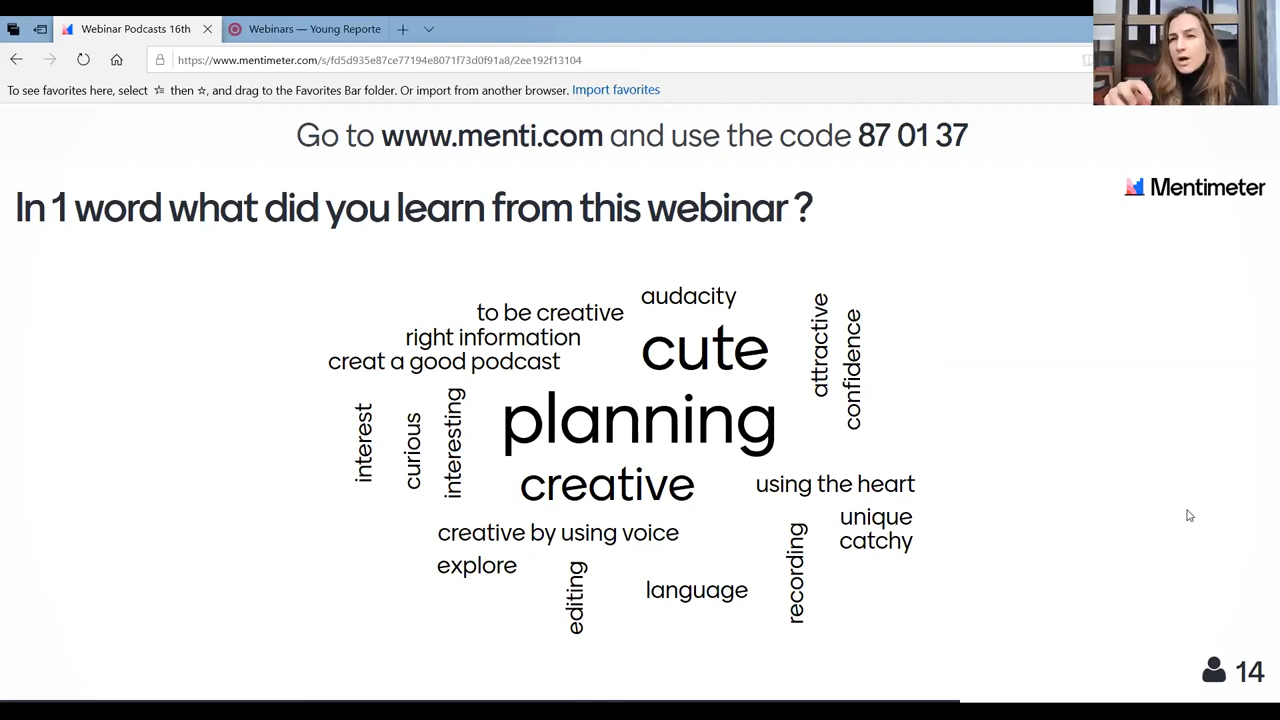 Webinar Podcasts 16th
Webinars — Young Reporte
https://www.mentimeter.com/s/fd5d935e87ce77194e8071f73d0f91a8/2ee192f13104
To see favorites here, select then ☆, and drag to the Favorites Bar folder. Or import from another browser. Import favorites
Go to www.menti.com and use the code 87 01 37
Mentimeter
In 1 word what did you learn from this webinar ?
audacity
to be creative
right information
creat a good podcast
cute
attractive
confidence
interest
curious
interesting
planning
creative
using the heart
unique
catchy
creative by using voice
explore
editing
language
recording
14